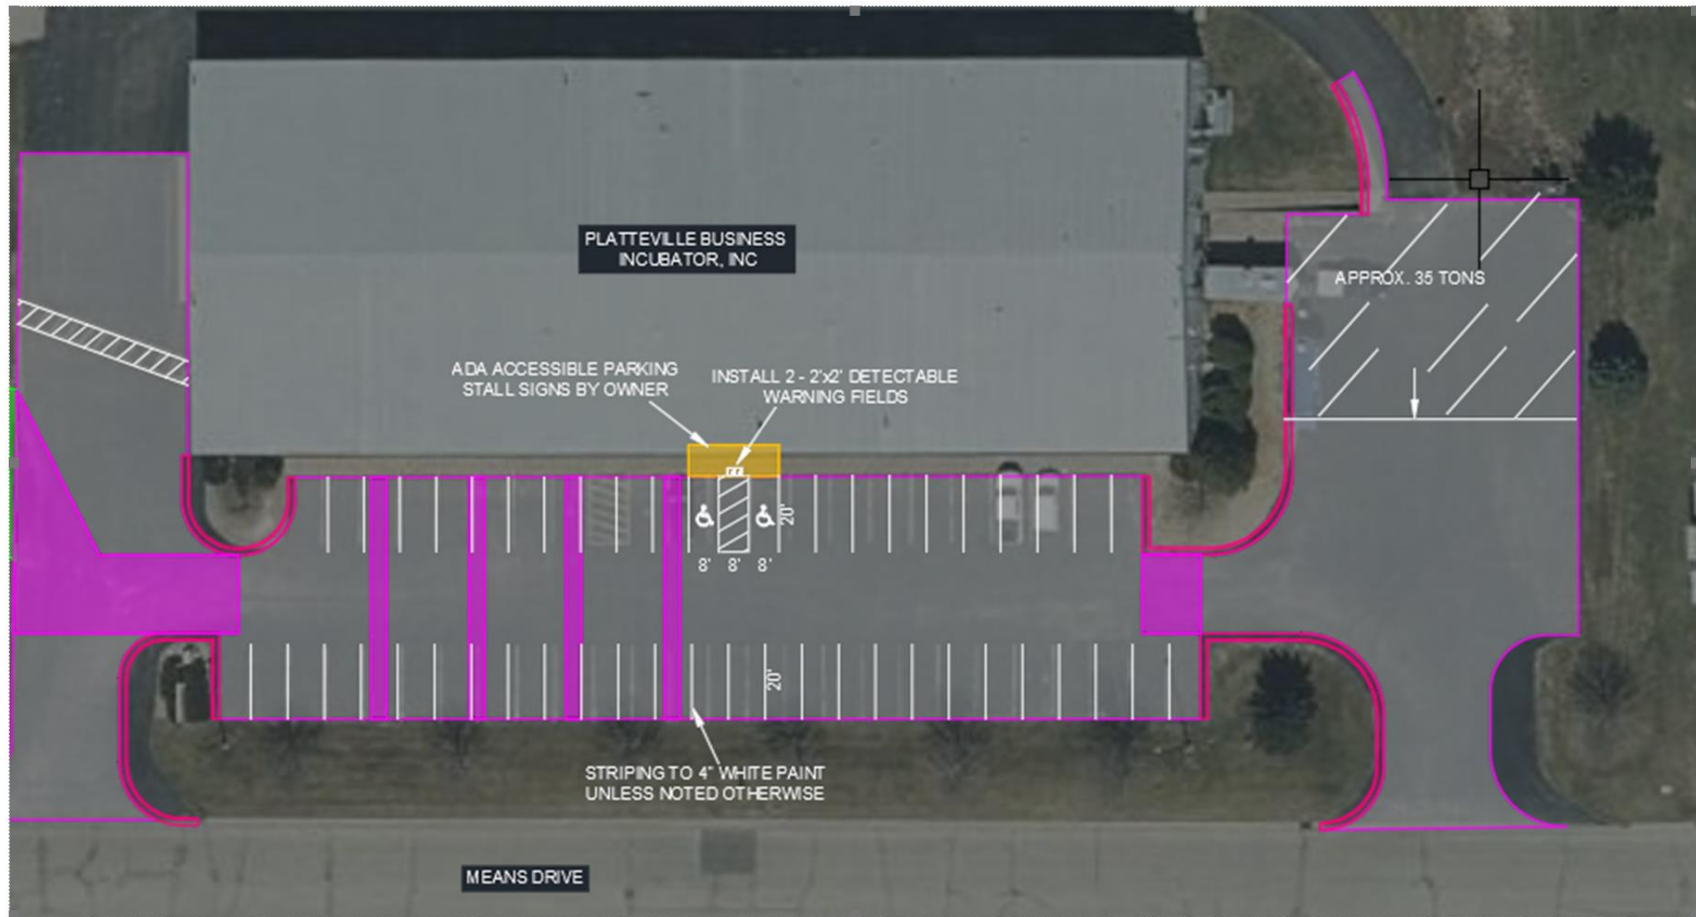 PLATTEVILLE BUSINESS
INCUBATOR, INC
APPROX. 35 TONS
ADA ACCESSIBLE PARKING
STALL SIGNS BY OWNER
INSTALL 2 - 2'x2' DETECTABLE
WARNING FIELDS
20'
8'
8'
8'
20'
STRIPING TO 4" WHITE PAINT
UNLESS NOTED OTHERWISE
MEANS DRIVE